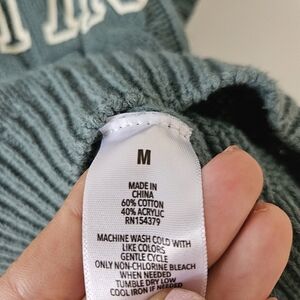 M
MADE IN
CHINA
60% COTTON
40% ACRYLIC
RN154379
MACHINE WASH COLD WITH
LIKE COLORS
GENTLE CYCLE
ONLY NON-CHLORINE BLEACH
WHEN NEEDED
TUMBLE DRY LOW
COOL IRON IF NEEDED